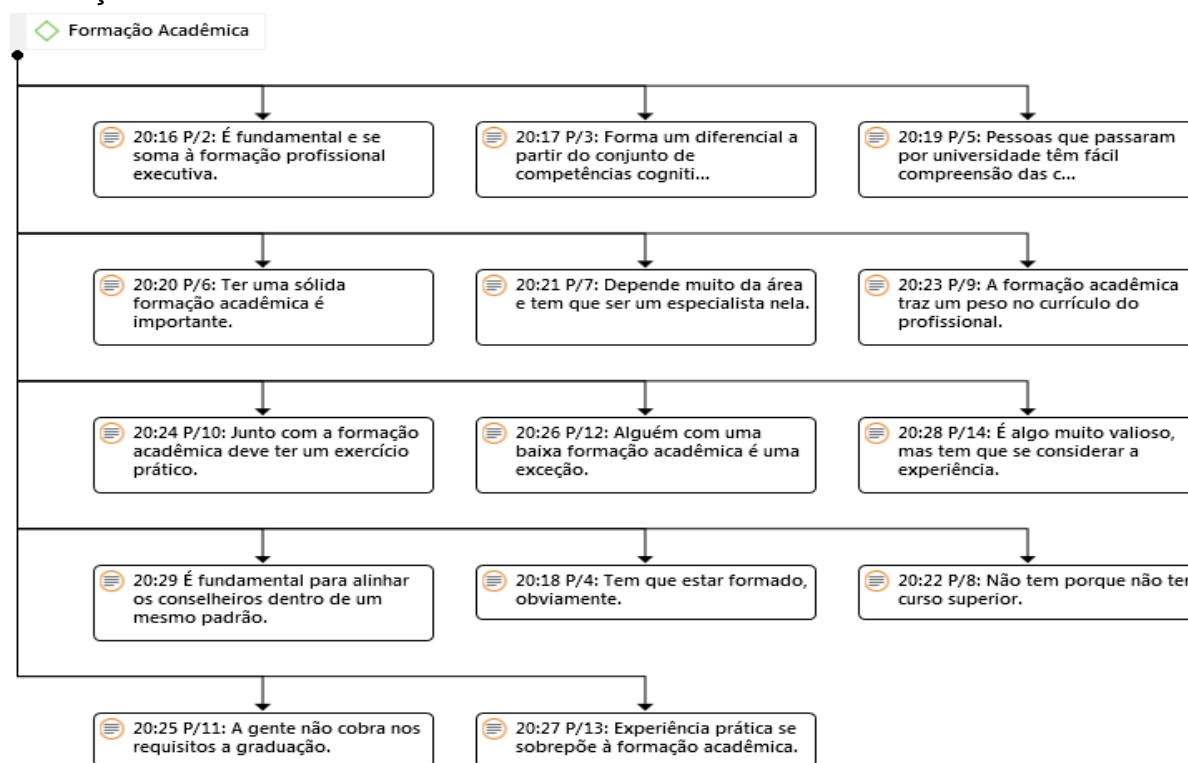 Formação Acadêmica
20:16 P/2: É fundamental e se
soma à formação profissional
executiva.
20:17 P/3: Forma um diferencial a
partir do conjunto de
competências cogniti...
20:19 P/5: Pessoas que passaram
por universidade têm fácil
compreensão das c...
20:20 P/6: Ter uma sólida
formação acadêmica é
importante.
20:21 P/7: Depende muito da área
e tem que ser um especialista nela.
20:23 P/9: A formação acadêmica
traz um peso no currículo do
profissional.
20:24 P/10: Junto com a formação
acadêmica deve ter um exercício
prático.
20:26 P/12: Alguém com uma
baixa formação acadêmica é uma
exceção.
20:28 P/14: É algo muito valioso,
mas tem que se considerar a
experiência.
20:29 É fundamental para alinhar
os conselheiros dentro de um
mesmo padrão.
20:18 P/4: Tem que estar formado,
obviamente.
20:22 P/8: Não tem porque não ter
curso superior.
20:25 P/11: A gente não cobra nos
requisitos a graduação.
20:27 P/13: Experiência prática se
sobrepõe à formação acadêmica.